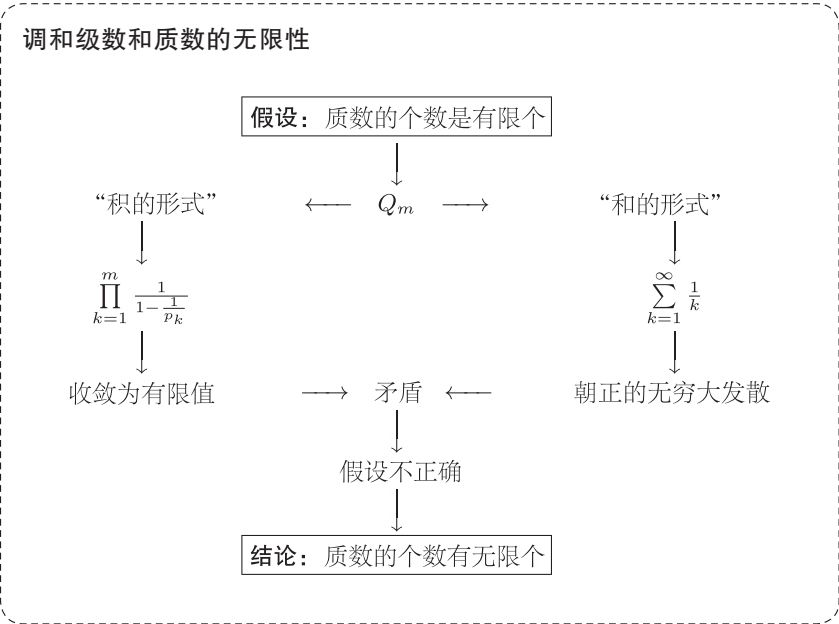 调和级数和质数的无限性
假设：质数的个数是有限个
“积的形式” ← Q_m → “和的形式”
∏_{k=1}^{m} 1/(1−1/p_k) ∑_{k=1}^{∞} 1/k
收敛为有限值 → 矛盾 ← 朝正的无穷大发散
假设不正确
结论：质数的个数有无限个